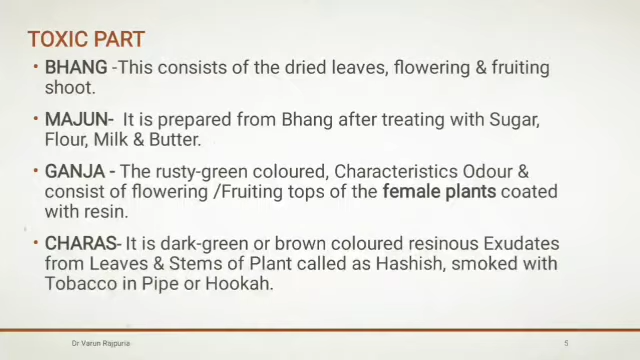 TOXIC PART
• BHANG -This consists of the dried leaves, flowering & fruiting
shoot.
• MAJUN- It is prepared from Bhang after treating with Sugar,
Flour, Milk & Butter.
• GANJA - The rusty-green coloured, Characteristics Odour &
consist of flowering /Fruiting tops of the female plants coated
with resin.
• CHARAS- It is dark-green or brown coloured resinous Exudates
from Leaves & Stems of Plant called as Hashish, smoked with
Tobacco in Pipe or Hookah.
Dr Varun Rajpuria 5